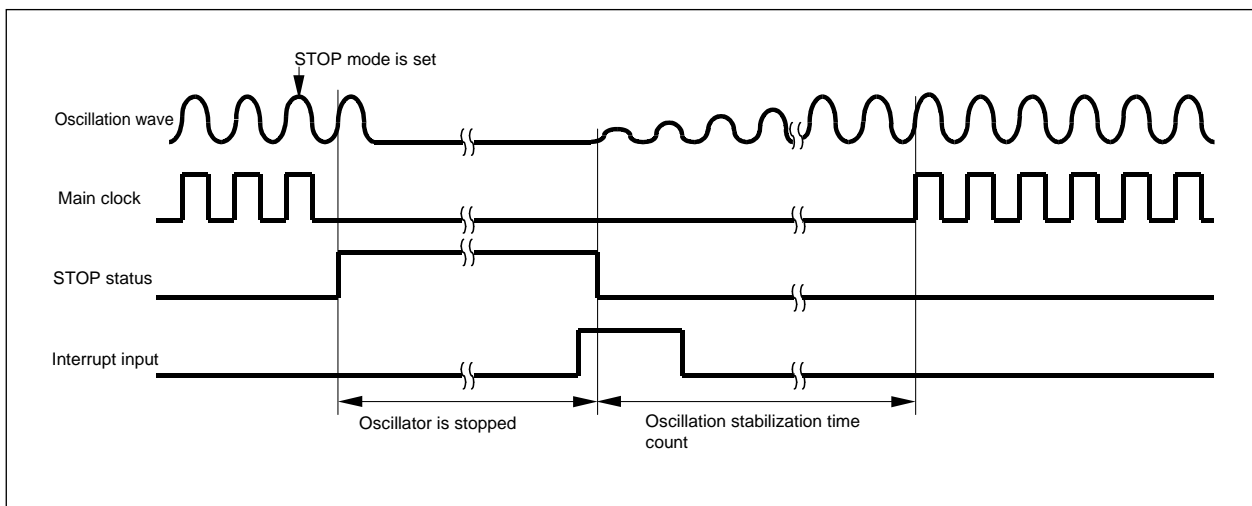 STOP mode is set
Oscillation wave
Main clock
STOP status
Interrupt input
Oscillator is stopped
Oscillation stabilization time
count